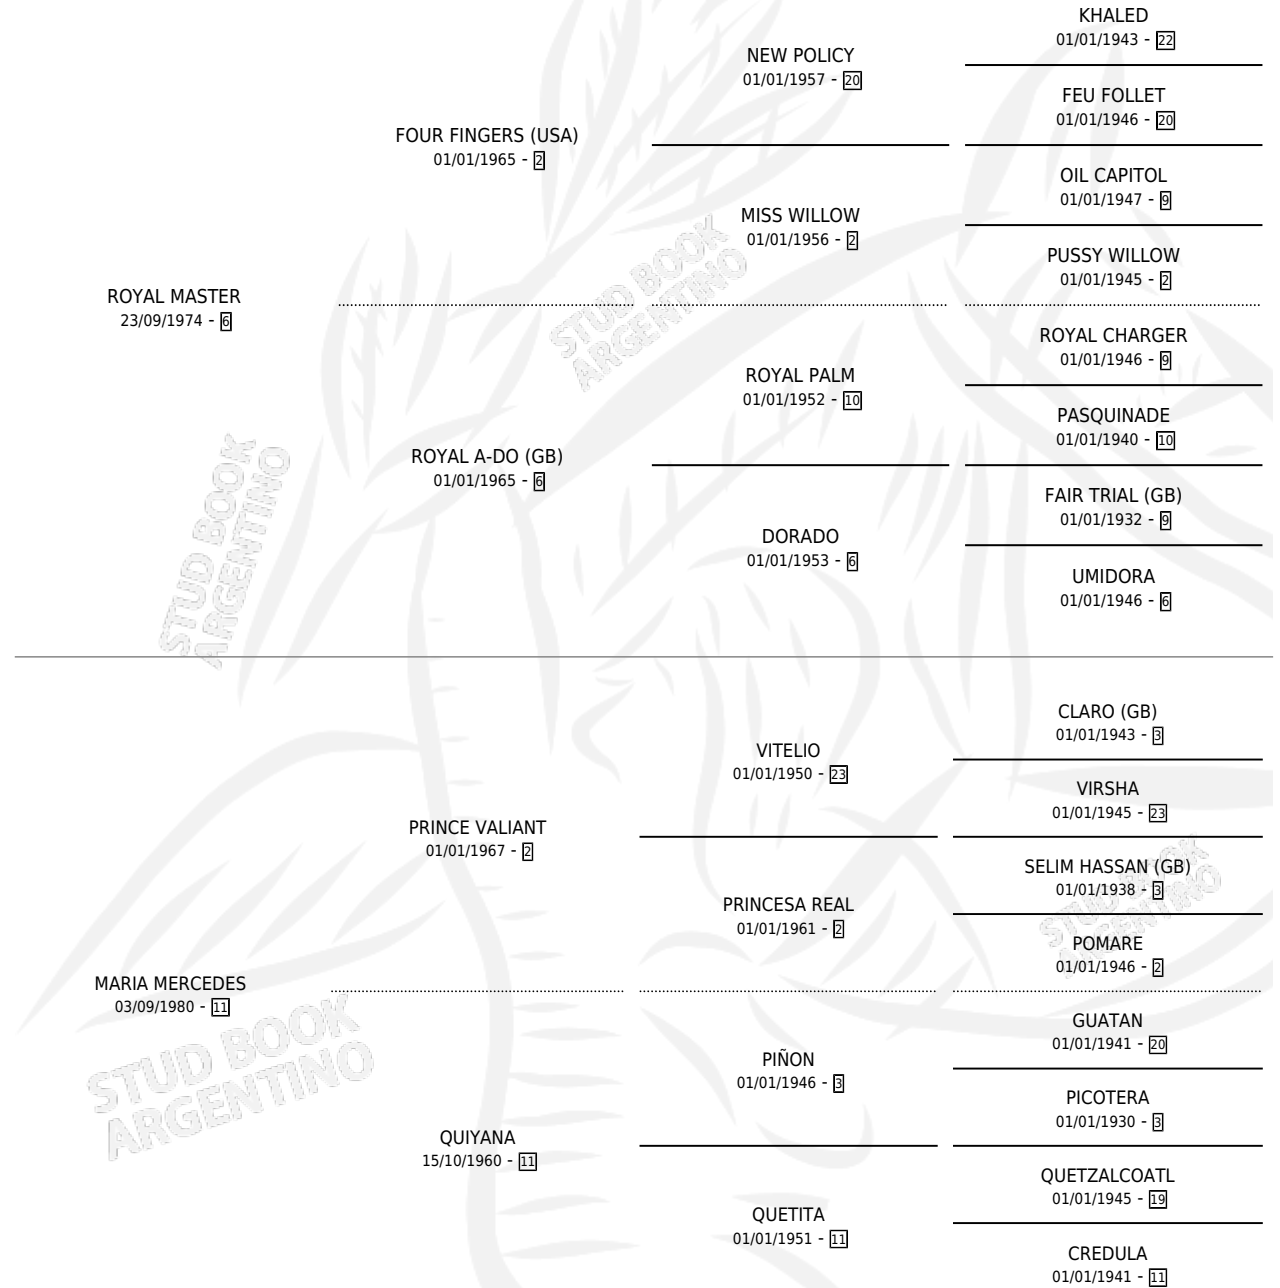 KHALED
01/01/1943 - 22
NEW POLICY
01/01/1957 - 20
FEU FOLLET
01/01/1946 - 20
FOUR FINGERS (USA)
01/01/1965 - 2
OIL CAPITOL
01/01/1947 - 9
MISS WILLOW
01/01/1956 - 2
PUSSY WILLOW
01/01/1945 - 2
ROYAL MASTER
23/09/1974 - 6
ROYAL CHARGER
01/01/1946 - 9
ROYAL PALM
01/01/1952 - 10
PASQUINADE
01/01/1940 - 10
ROYAL A-DO (GB)
01/01/1965 - 6
FAIR TRIAL (GB)
01/01/1932 - 9
DORADO
01/01/1953 - 6
UMIDORA
01/01/1946 - 6
CLARO (GB)
01/01/1943 - 3
VITELIO
01/01/1950 - 23
VIRSHA
01/01/1945 - 23
PRINCE VALIANT
01/01/1967 - 2
SELIM HASSAN (GB)
01/01/1938 - 3
PRINCESA REAL
01/01/1961 - 2
POMARE
01/01/1946 - 2
MARIA MERCEDES
03/09/1980 - 11
GUATAN
01/01/1941 - 20
PIÑON
01/01/1946 - 3
PICOTERA
01/01/1930 - 3
QUIYANA
15/10/1960 - 11
QUETZALCOATL
01/01/1945 - 19
QUETITA
01/01/1951 - 11
CREDULA
01/01/1941 - 11
STUD BOOK
ARGENTINO
STUD BOOK
ARGENTINO
STUD BOOK
ARGENTINO
STUD BOOK
ARGENTINO